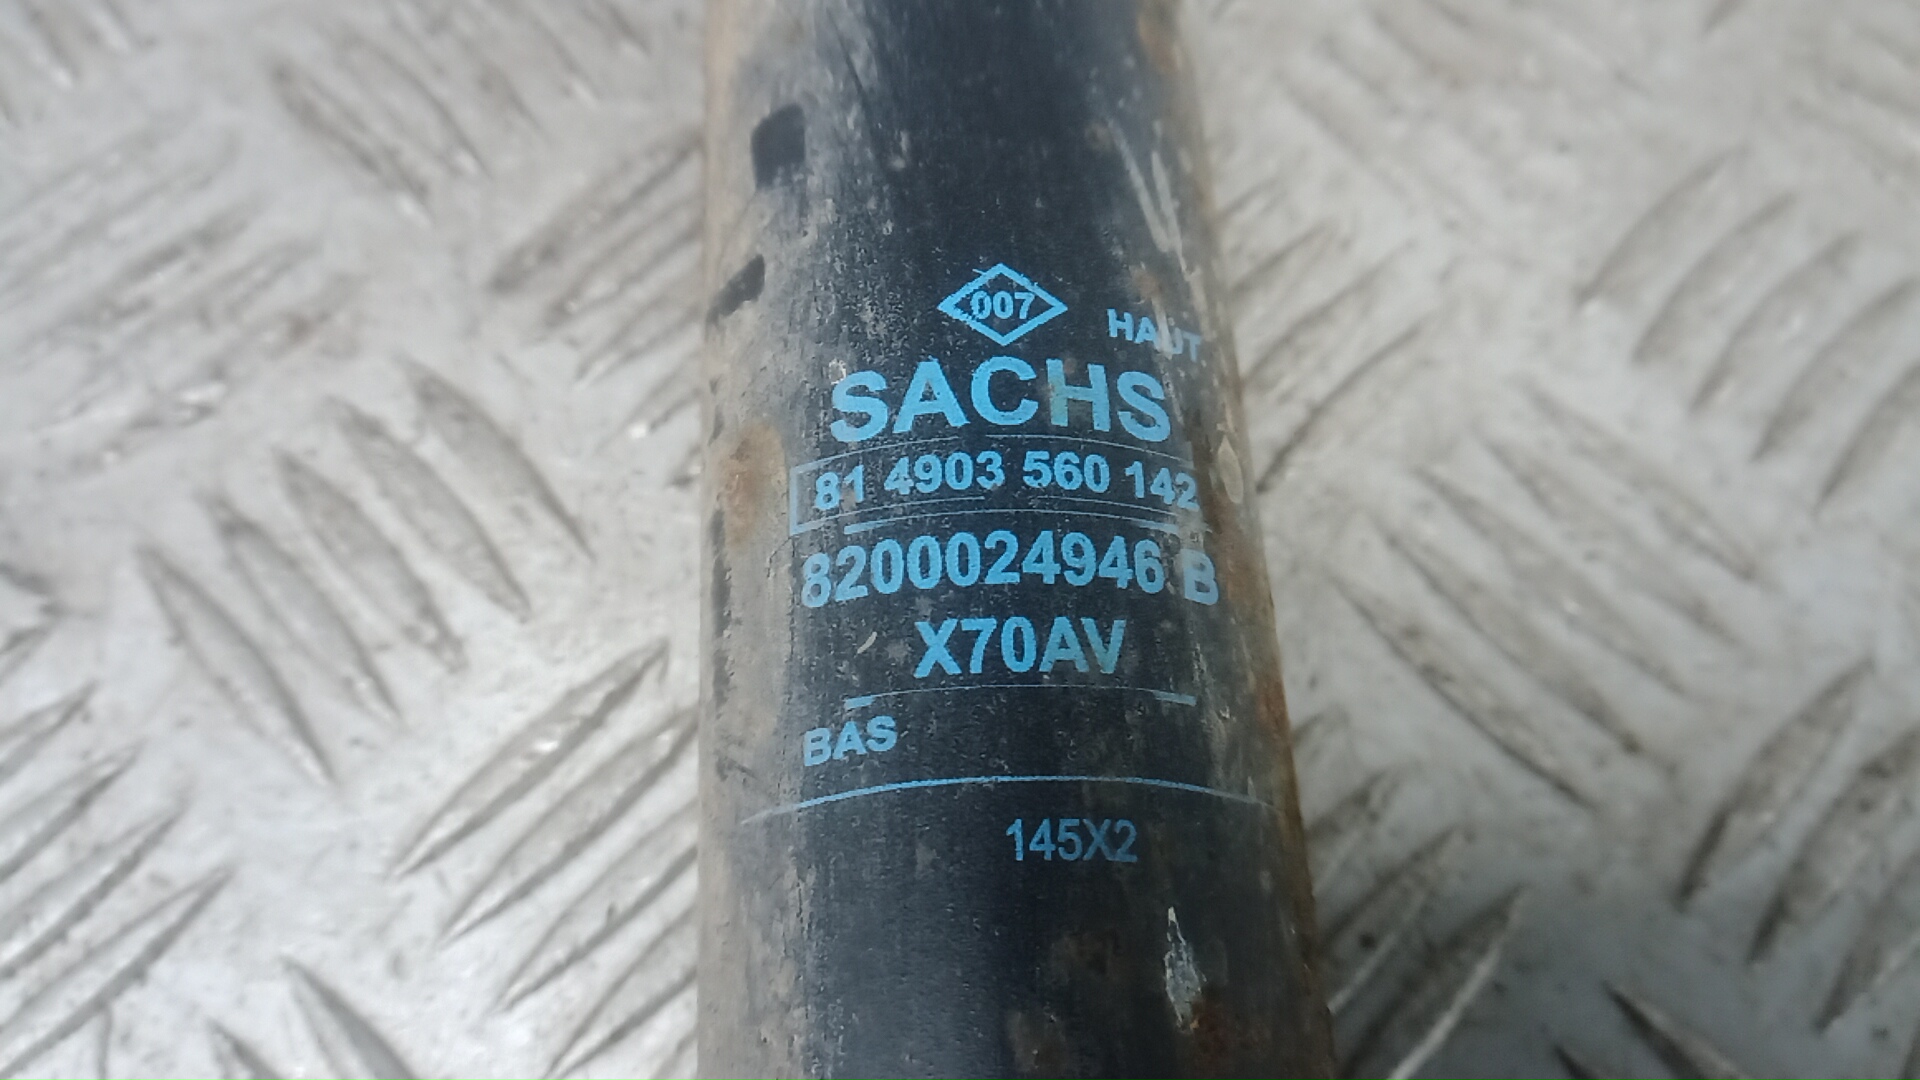 007
HAUT
SACHS
81 4903 560 142
8200024946 B
X70AV
BAS
145X2